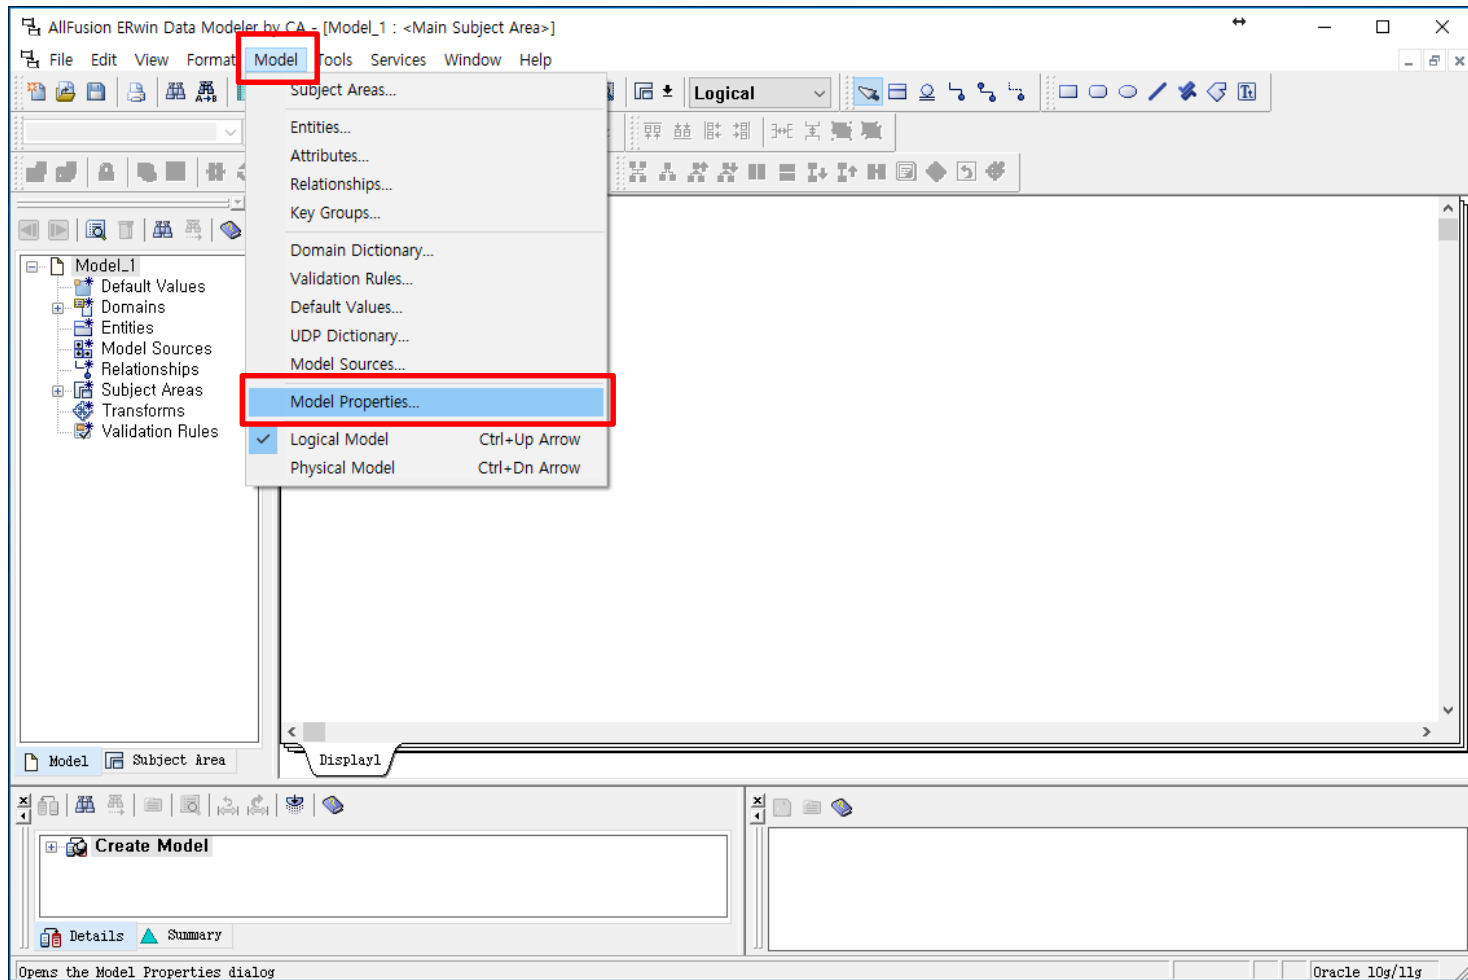 AllFusion ERwin Data Modeler by CA - [Model_1 : <Main Subject Area>]
File Edit View Format Model Tools Services Window Help
Logical
Subject Areas...
Entities...
Attributes...
Relationships...
Key Groups...
Domain Dictionary...
Validation Rules...
Default Values...
UDP Dictionary...
Model Sources...
Model Properties...
Logical Model Ctrl+Up Arrow
Physical Model Ctrl+Dn Arrow
Model_1
Default Values
Domains
Entities
Model Sources
Relationships
Subject Areas
Transforms
Validation Rules
Model Subject Area
Display1
Create Model
Details Summary
Opens the Model Properties dialog
Oracle 10g/11g